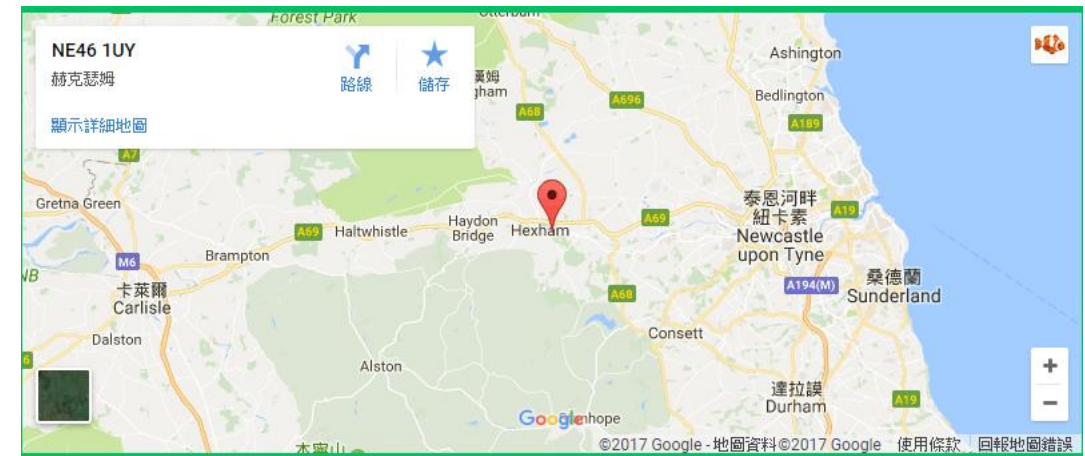 Forest Park
Otterburn
NE46 1UY
赫克瑟姆
路線
儲存
顯示詳細地圖
Ashington
Bedlington
A696
A68
A189
A7
Gretna Green
A69
Haltwhistle
Haydon
Bridge
Hexham
A69
泰恩河畔
紐卡素
Newcastle
upon Tyne
A19
M6
Brampton
卡萊爾
Carlisle
A68
A194(M)
桑德蘭
Sunderland
Dalston
Consett
Alston
達拉謨
Durham
A19
+
−
Google
©2017 Google - 地圖資料©2017 Google
使用條款
回報地圖錯誤